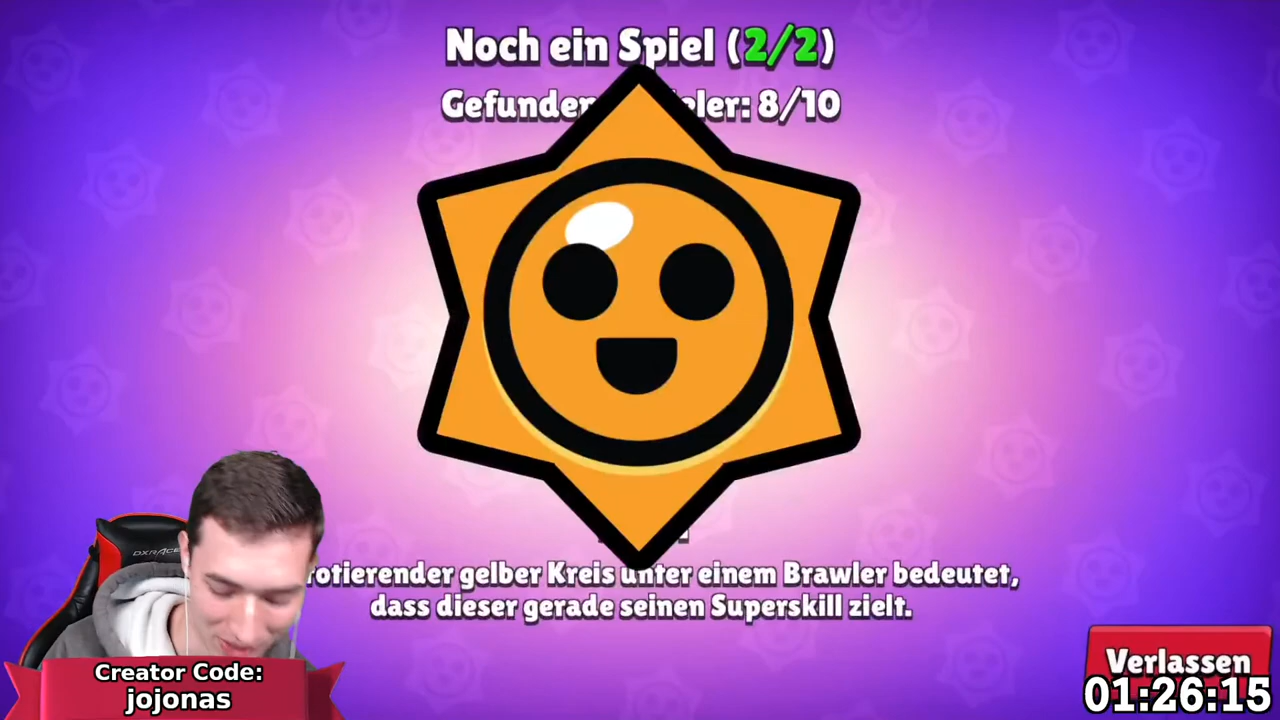 Noch ein Spiel (2/2)
Gefunden ler: 8/10
rotierender gelber Kreis unter einem Brawler bedeutet,
dass dieser gerade seinen Superskill zielt.
DXRACE
Creator Code:
jojonas
Verlassen
01:26:15